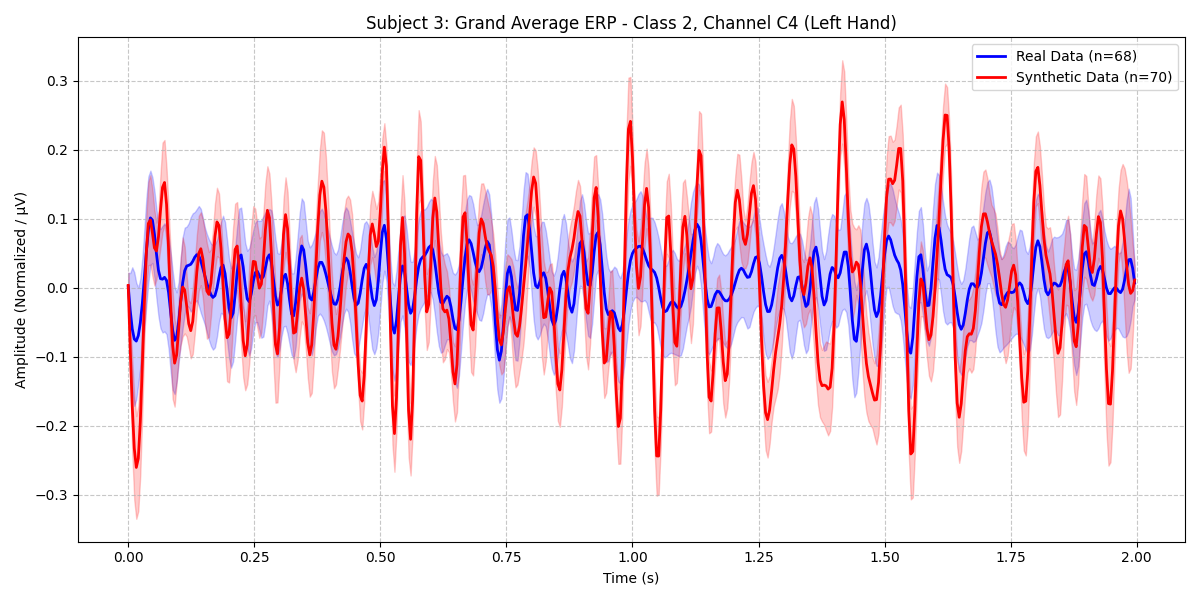 Subject 3: Grand Average ERP - Class 2, Channel C4 (Left Hand)
Real Data (n=68)
Synthetic Data (n=70)
Amplitude (Normalized / μV)
0.3
0.2
0.1
0.0
−0.1
−0.2
−0.3
0.00 0.25 0.50 0.75 1.00 1.25 1.50 1.75 2.00
Time (s)